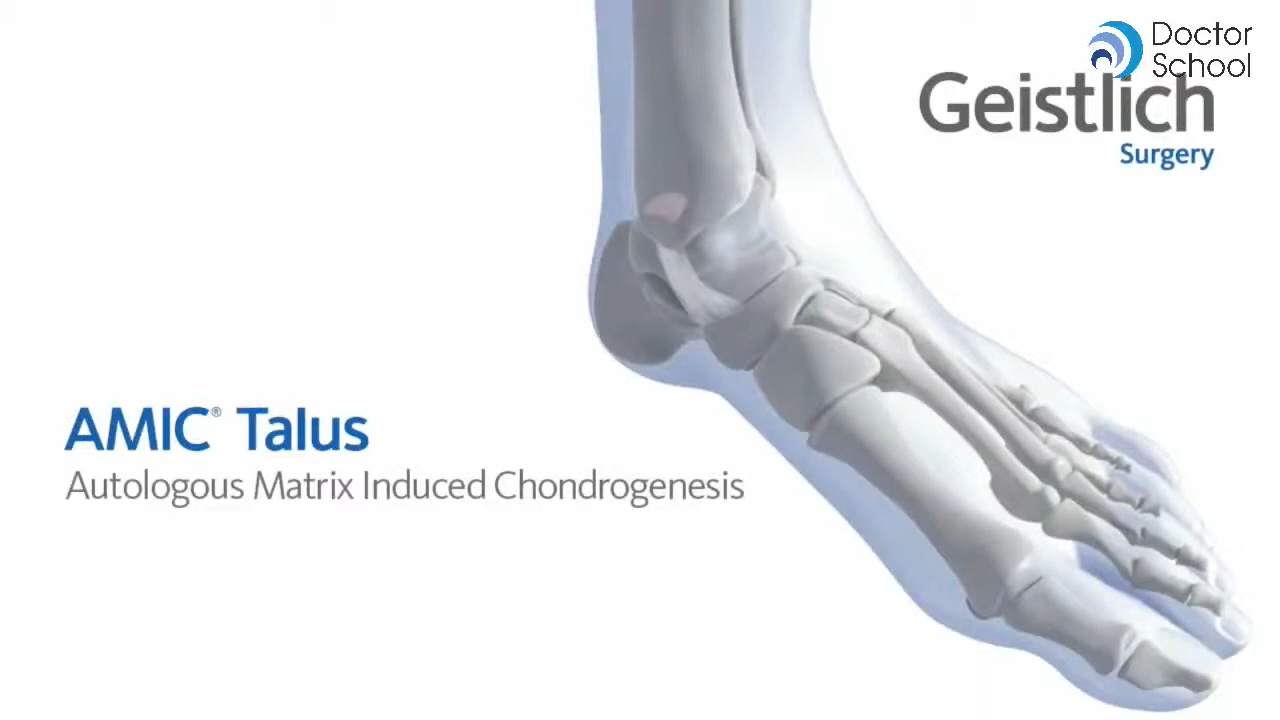 Doctor
School
Geistlich
Surgery
AMIC® Talus
Autologous Matrix Induced Chondrogenesis